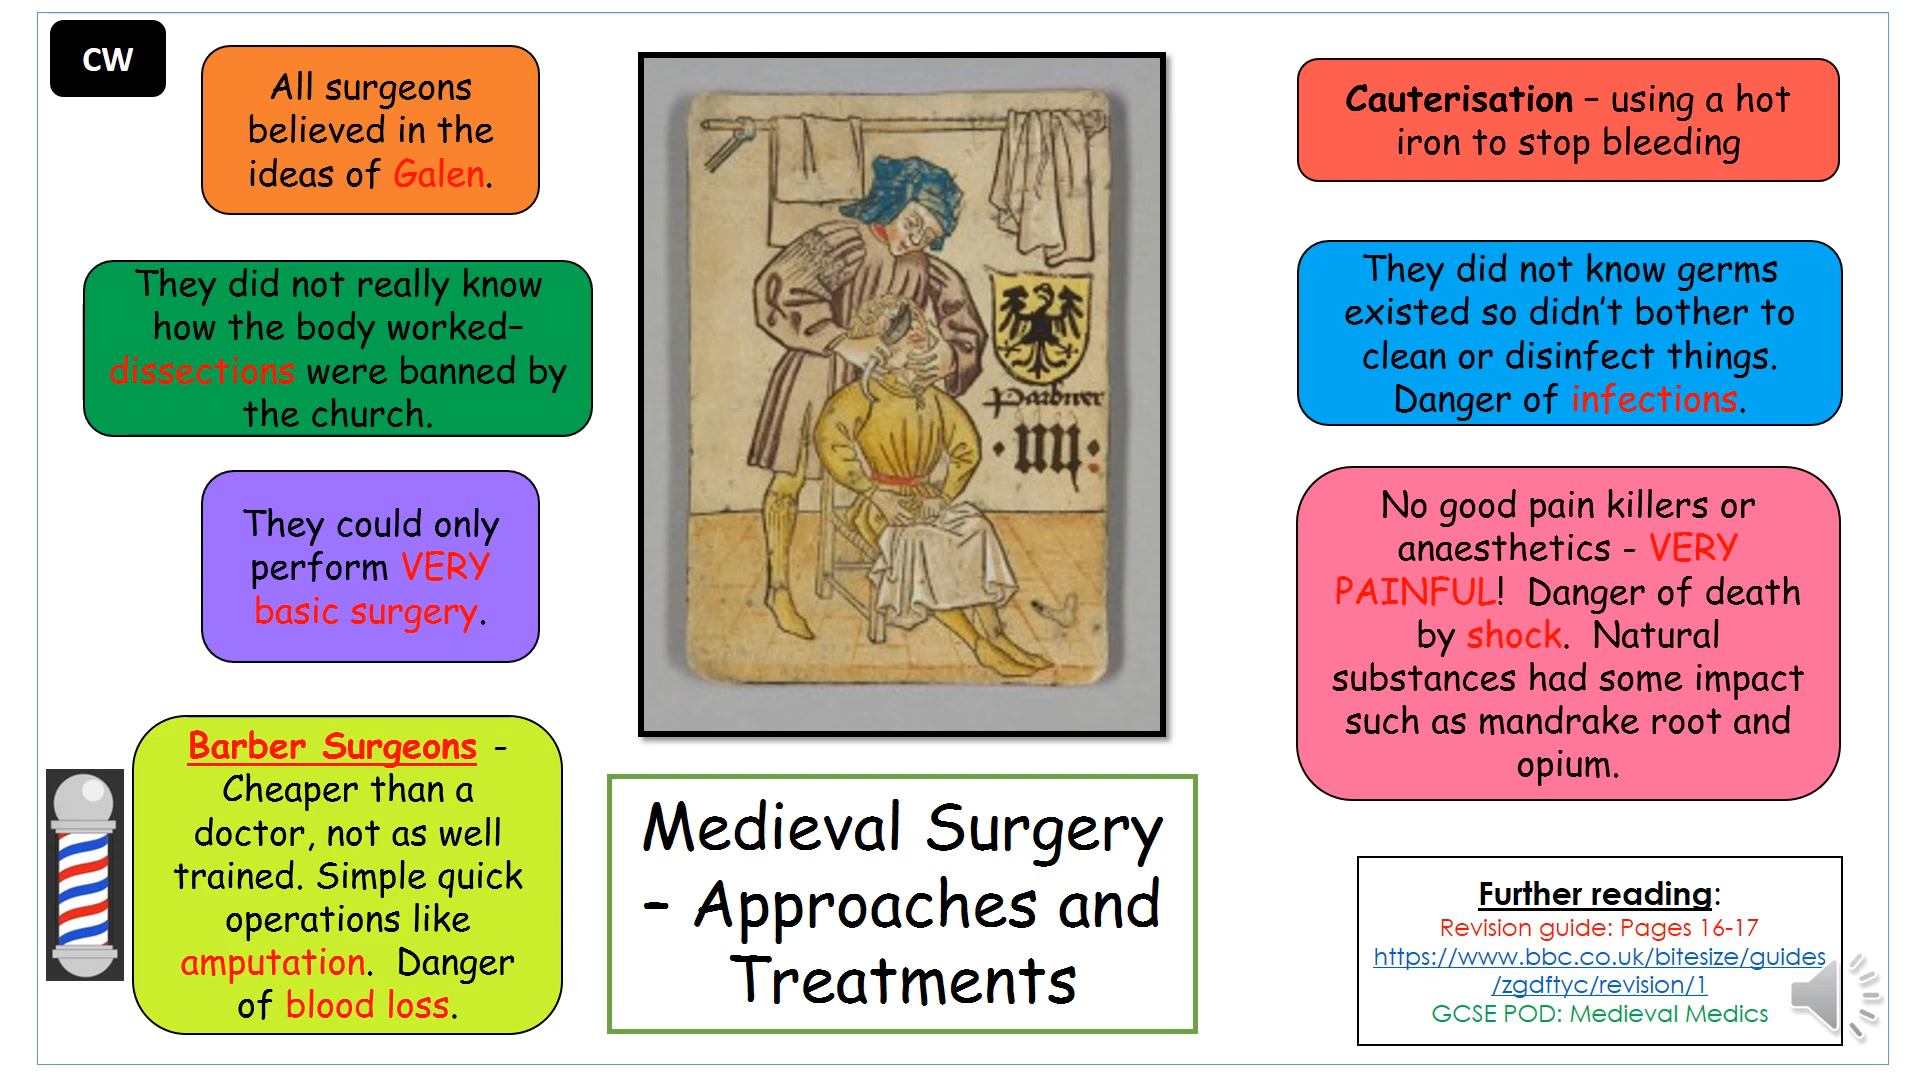 CW
All surgeons
believed in the
ideas of Galen.
They did not really know
how the body worked–
dissections were banned by
the church.
They could only
perform VERY
basic surgery.
Barber Surgeons -
Cheaper than a
doctor, not as well
trained. Simple quick
operations like
amputation.  Danger
of blood loss.
Parbirer
· IIII :
Medieval Surgery
– Approaches and
Treatments
Cauterisation – using a hot
iron to stop bleeding
They did not know germs
existed so didn’t bother to
clean or disinfect things.
Danger of infections.
No good pain killers or
anaesthetics - VERY
PAINFUL!  Danger of death
by shock.  Natural
substances had some impact
such as mandrake root and
opium.
Further reading:
Revision guide: Pages 16-17
https://www.bbc.co.uk/bitesize/guides
/zgdftyc/revision/1
GCSE POD: Medieval Medics